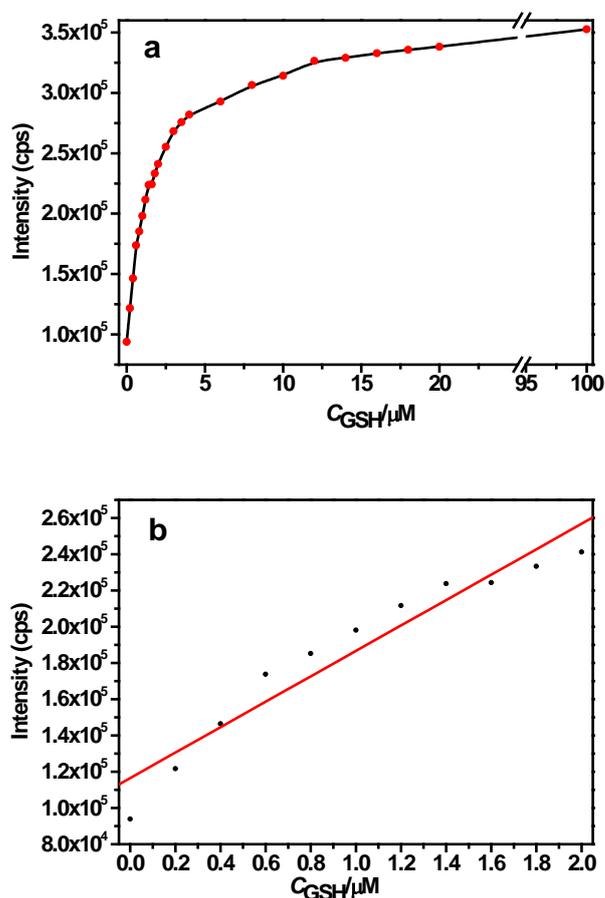 a
3.5x10⁵
3.0x10⁵
2.5x10⁵
2.0x10⁵
1.5x10⁵
1.0x10⁵
Intensity (cps)
0 5 10 15 20 95 100
C_GSH/μM
b
2.6x10⁵
2.4x10⁵
2.2x10⁵
2.0x10⁵
1.8x10⁵
1.6x10⁵
1.4x10⁵
1.2x10⁵
1.0x10⁵
8.0x10⁴
Intensity (cps)
0.0 0.2 0.4 0.6 0.8 1.0 1.2 1.4 1.6 1.8 2.0
C_GSH/μM